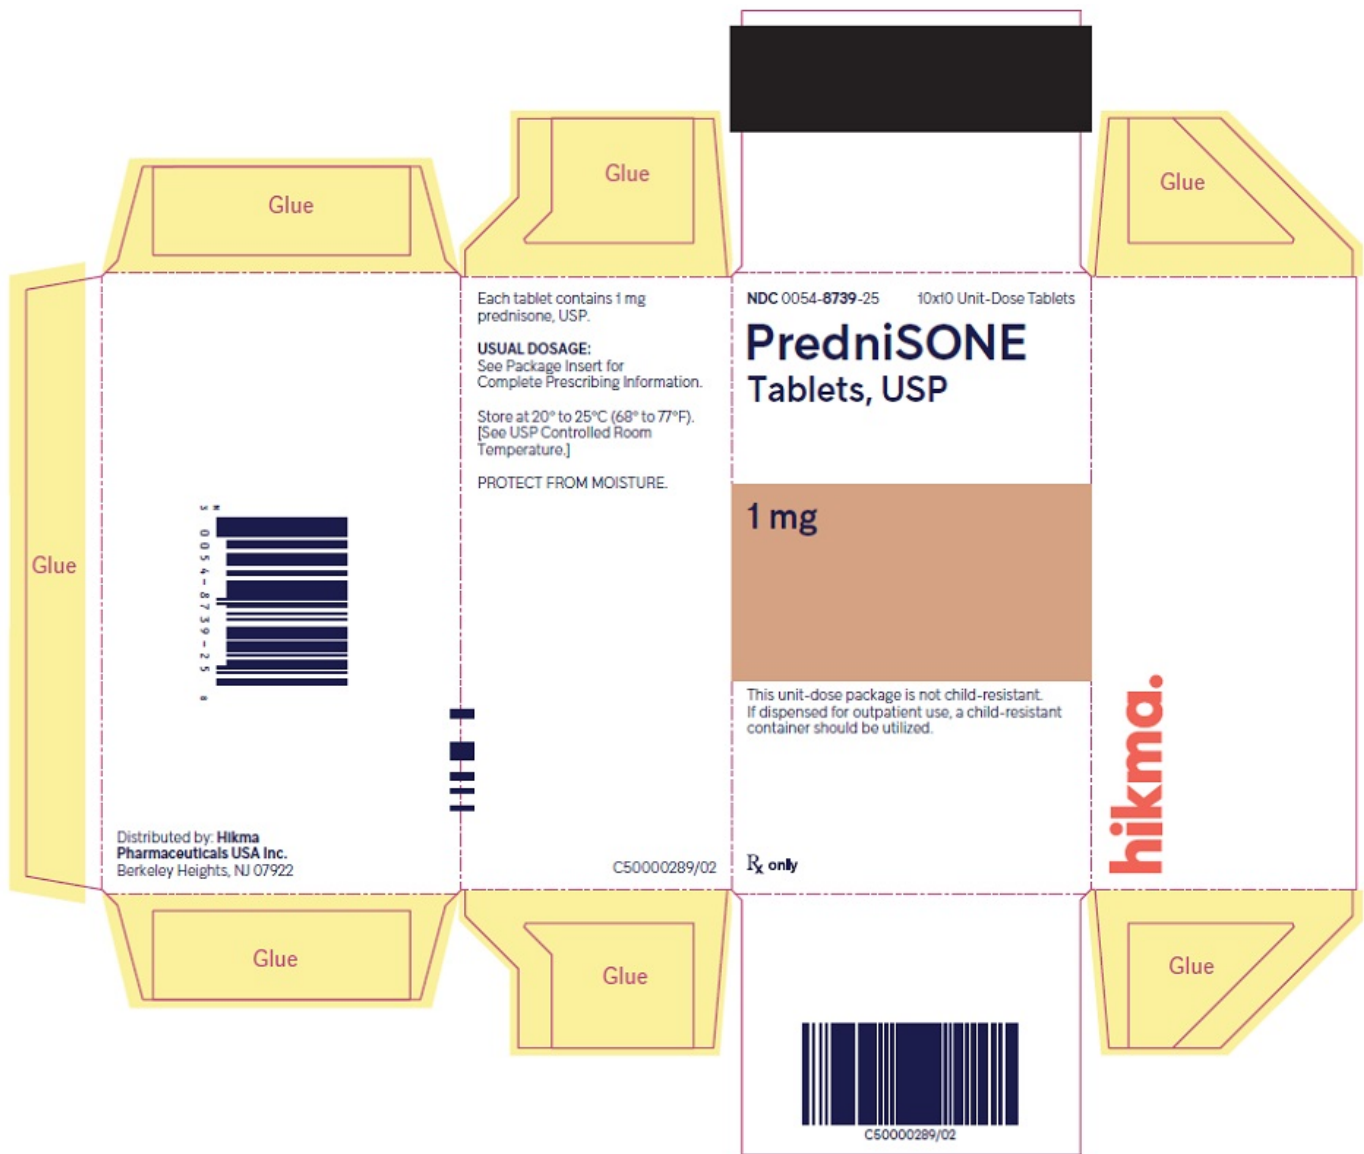 Glue
Glue
Glue
Glue
Each tablet contains 1 mg
prednisone, USP.
USUAL DOSAGE:
See Package Insert for
Complete Prescribing Information.
Store at 20° to 25°C (68° to 77°F).
[See USP Controlled Room
Temperature.]
PROTECT FROM MOISTURE.
C50000289/02
NDC 0054-8739-25 10x10 Unit-Dose Tablets
PredniSONE
Tablets, USP
1 mg
This unit-dose package is not child-resistant.
If dispensed for outpatient use, a child-resistant
container should be utilized.
Rx only
hikma.
N
3 0054-8739-25 8
Distributed by: Hikma
Pharmaceuticals USA Inc.
Berkeley Heights, NJ 07922
Glue
Glue
Glue
C50000289/02